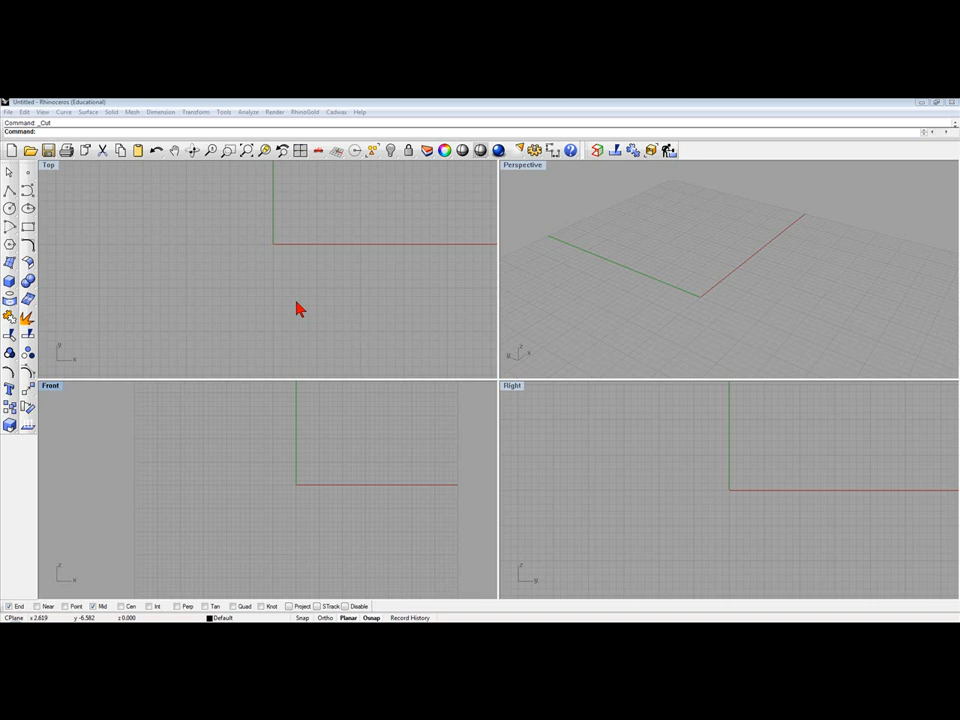 Untitled - Rhinoceros (Educational)
File Edit View Curve Surface Solid Mesh Dimension Transform Tools Analyze Render RhinoGold Cadway Help
Command: _Cut
Command:
Top
Perspective
y
x
z
y
x
Front
Right
z
x
z
y
End Near Point Mid Cen Int Perp Tan Quad Knot Project STrack Disable
CPlane x 2.619 y -6.582 z 0.000 Default Snap Ortho Planar Osnap Record History